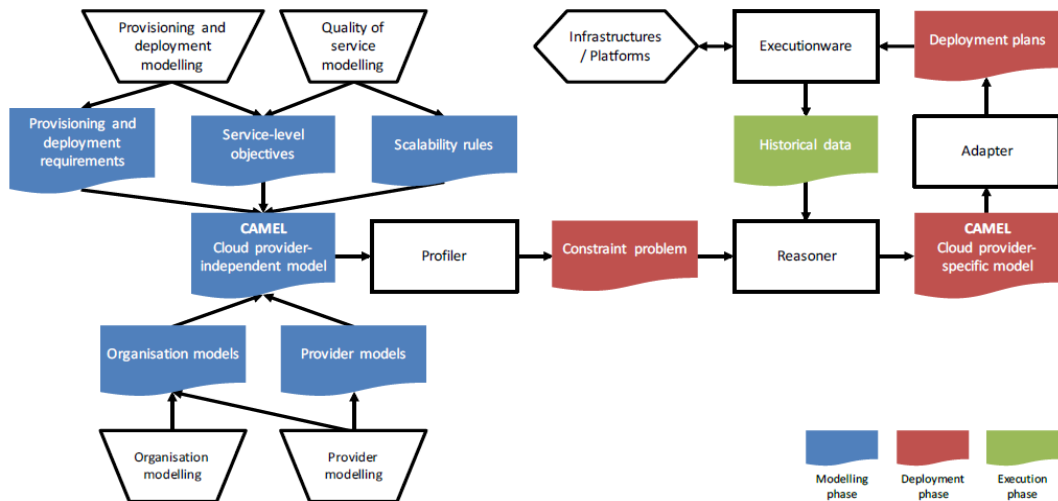 Provisioning and
deployment
modelling
Quality of
service
modelling
Infrastructures
/ Platforms
Executionware
Deployment plans
Provisioning and
deployment
requirements
Service-level
objectives
Scalability rules
Historical data
Adapter
CAMEL
Cloud provider-
independent model
Profiler
Constraint problem
Reasoner
CAMEL
Cloud provider-
specific model
Organisation models
Provider models
Organisation
modelling
Provider
modelling
Modelling
phase
Deployment
phase
Execution
phase